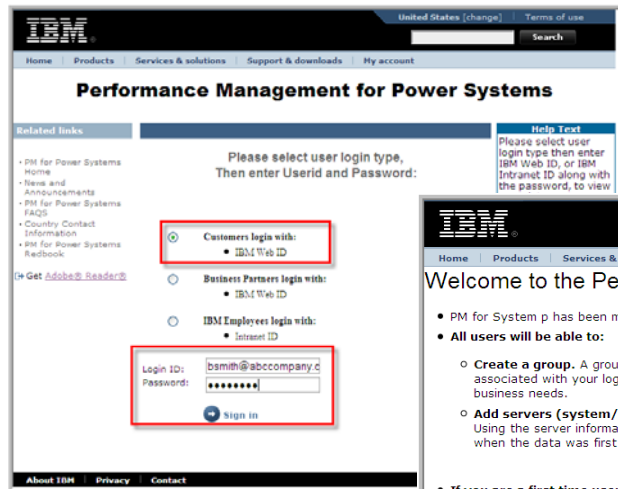 United States [change] Terms of use
IBM.
Search
Home Products Services & solutions Support & downloads My account
Performance Management for Power Systems
Related links
Please select user login type,
Then enter Userid and Password:
Help Text
Please select user
login type then enter
IBM Web ID, or IBM
Intranet ID along with
the password, to view
• PM for Power Systems
Home
• News and
Announcements
• PM for Power Systems
FAQS
• Country Contact
Information
• PM for Power Systems
Redbook
Get Adobe® Reader®
Customers login with:
• IBM Web ID
Business Partners login with:
• IBM Web ID
IBM Employees login with:
• Intranet ID
Login ID: bsmith@abccompany.c
Password: ••••••••
Sign in
About IBM Privacy Contact
IBM.
Home Products Services &
Welcome to the Pe
• PM for System p has been m
• All users will be able to:
Create a group. A grou
associated with your log
business needs.
Add servers (system/
Using the server informa
when the data was first